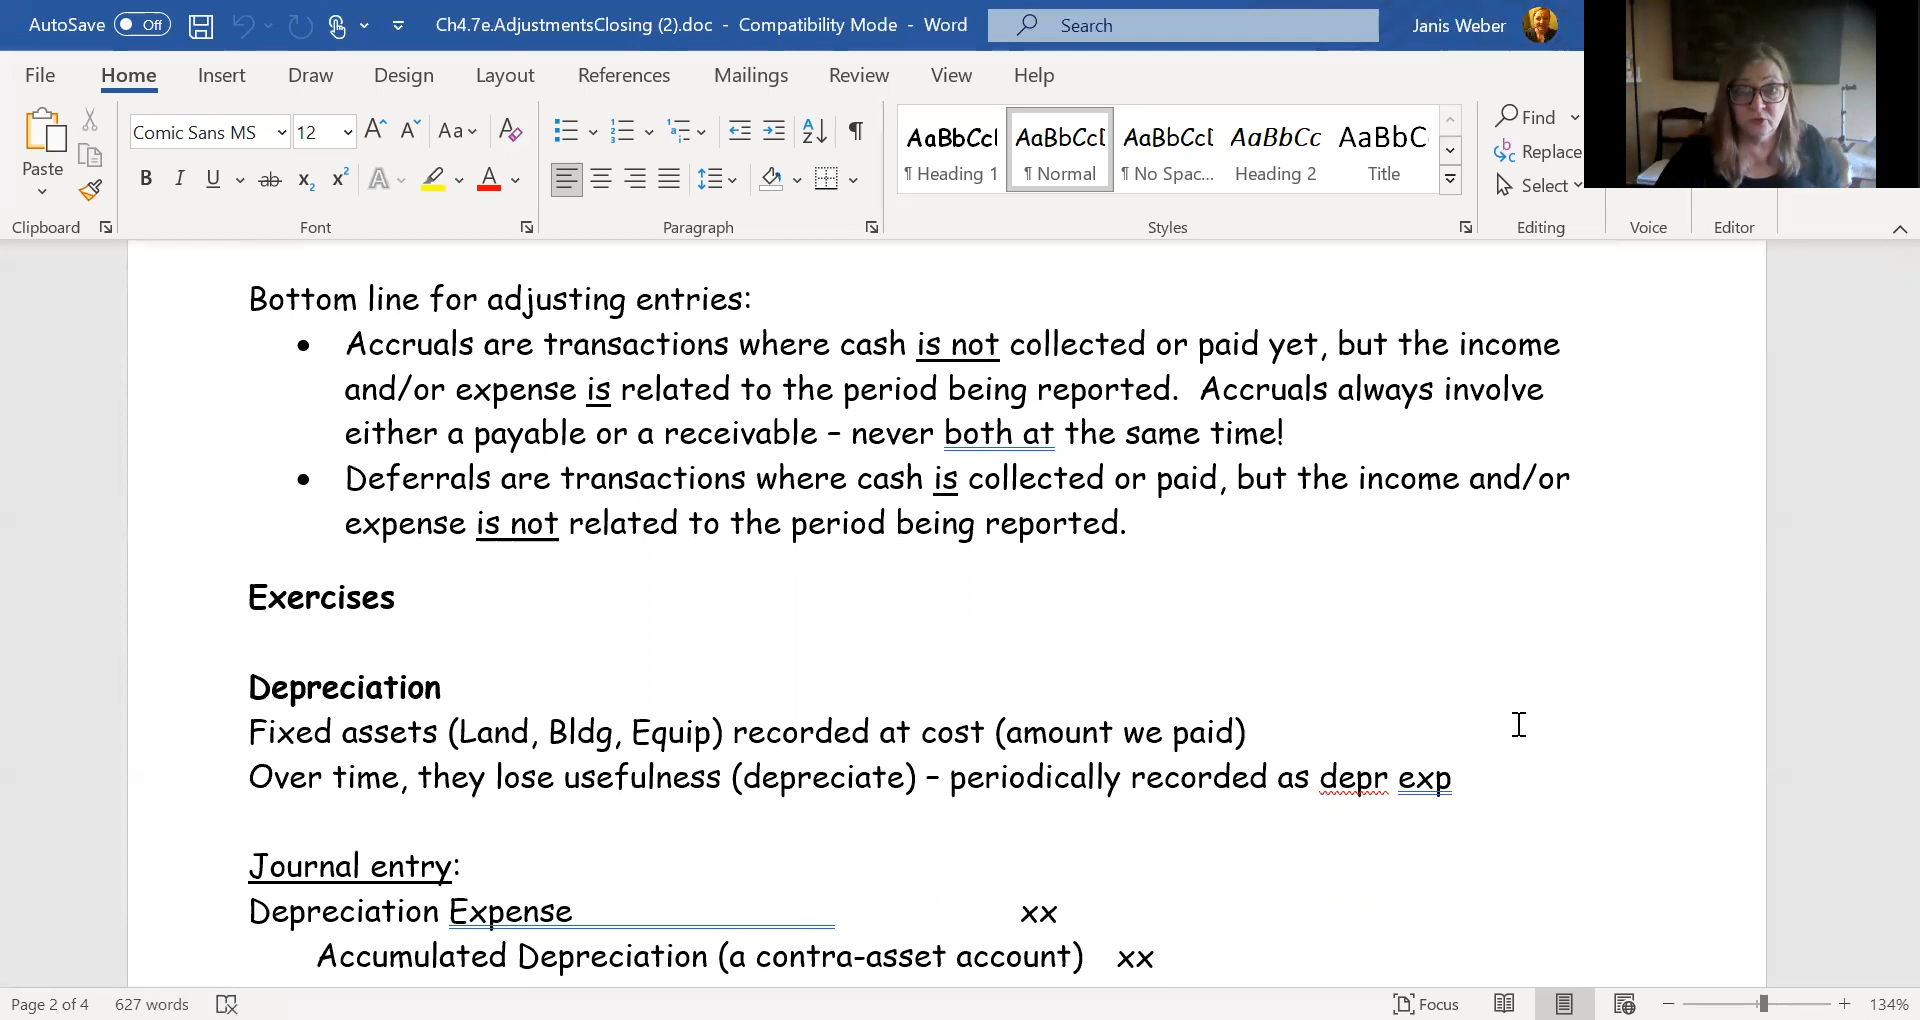 AutoSave Off Ch4.7e.AdjustmentsClosing (2).doc - Compatibility Mode - Word Search Janis Weber
File Home Insert Draw Design Layout References Mailings Review View Help
Paste
Comic Sans MS 12 A A Aa A
B I U ab x2 x2 A A
A Z ¶
AaBbCcI AaBbCcI AaBbCcI AaBbCc AaBbC
¶ Heading 1 ¶ Normal ¶ No Spac... Heading 2 Title
Find
Replace
Select
Clipboard Font Paragraph Styles Editing Voice Editor
Bottom line for adjusting entries:
• Accruals are transactions where cash is not collected or paid yet, but the income
and/or expense is related to the period being reported. Accruals always involve
either a payable or a receivable – never both at the same time!
• Deferrals are transactions where cash is collected or paid, but the income and/or
expense is not related to the period being reported.
Exercises
Depreciation
Fixed assets (Land, Bldg, Equip) recorded at cost (amount we paid)
Over time, they lose usefulness (depreciate) – periodically recorded as depr exp
Journal entry:
Depreciation Expense xx
Accumulated Depreciation (a contra-asset account) xx
Page 2 of 4 627 words Focus 134%